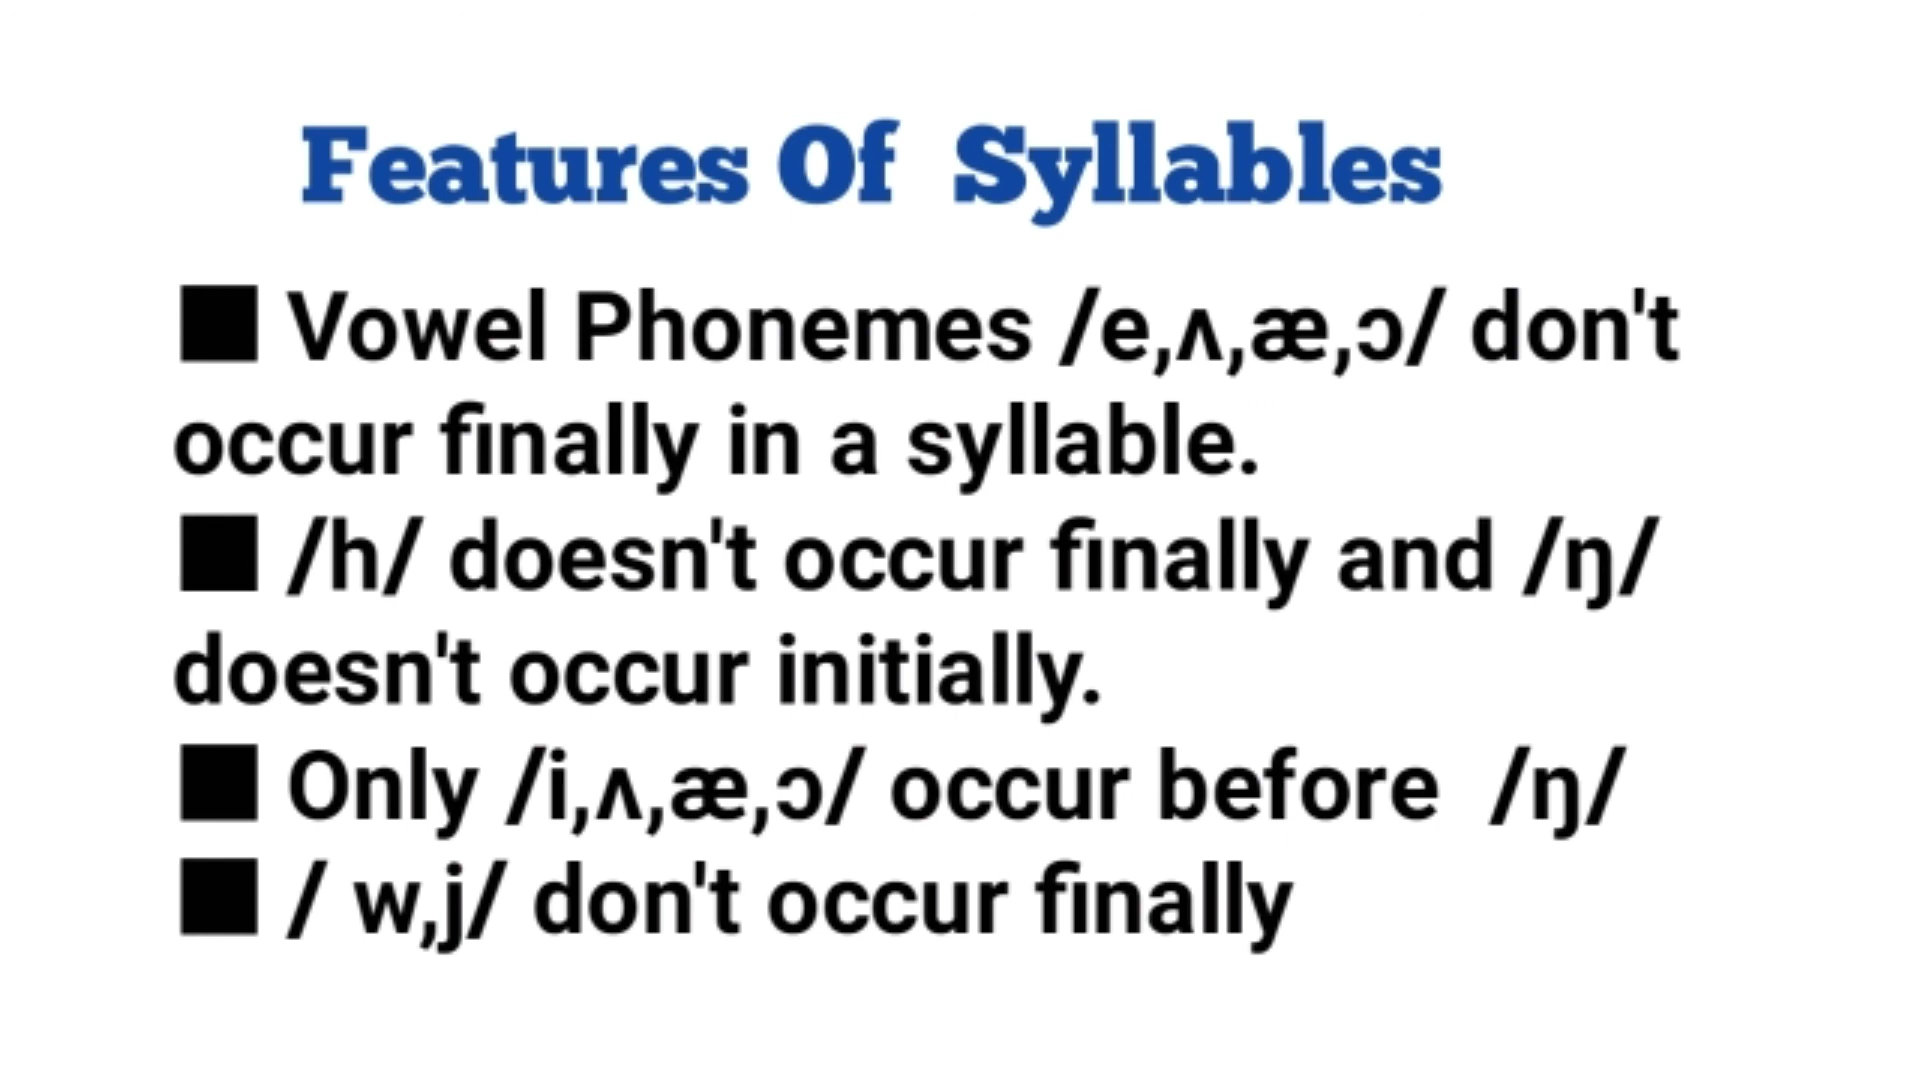 Features Of Syllables
■ Vowel Phonemes /e,ʌ,æ,ɔ/ don't
occur finally in a syllable.
■ /h/ doesn't occur finally and /ŋ/
doesn't occur initially.
■ Only /i,ʌ,æ,ɔ/ occur before /ŋ/
■ / w,j/ don't occur finally